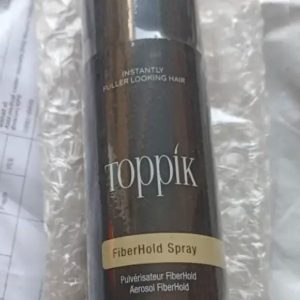 INSTANTLY
FULLER LOOKING HAIR
TOPPIK
FiberHold Spray
Pulvérisateur FiberHold
Aerosol FiberHold